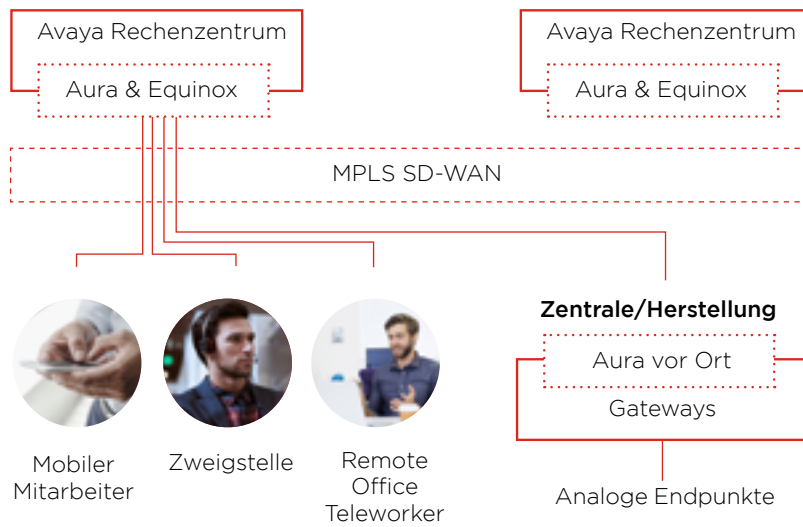 Avaya Rechenzentrum
Avaya Rechenzentrum
Aura & Equinox
Aura & Equinox
MPLS SD-WAN
Mobiler
Mitarbeiter
Zweigstelle
Remote
Office
Teleworker
Zentrale/Herstellung
Aura vor Ort
Gateways
Analoge Endpunkte